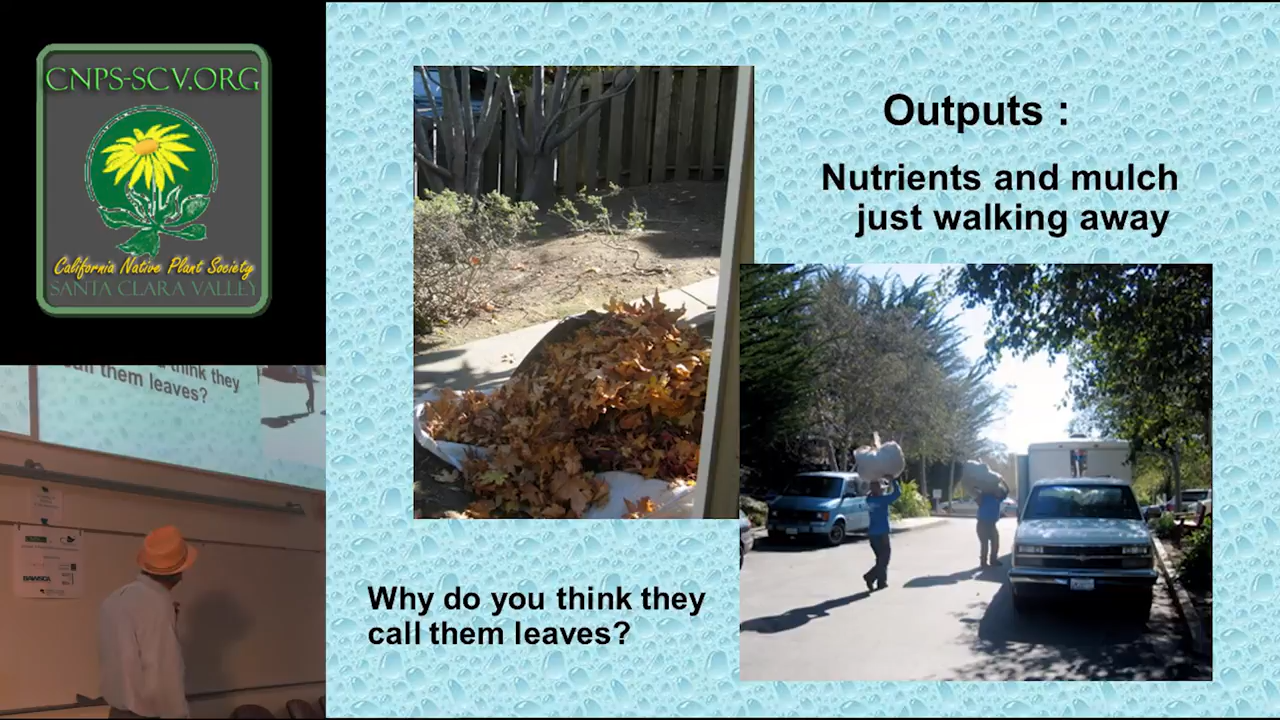 CNPS-SCV.ORG
California Native Plant Society
SANTA CLARA VALLEY
Outputs :
Nutrients and mulch
just walking away
Why do you think they
call them leaves?
think they
call them leaves?
BAWSCA